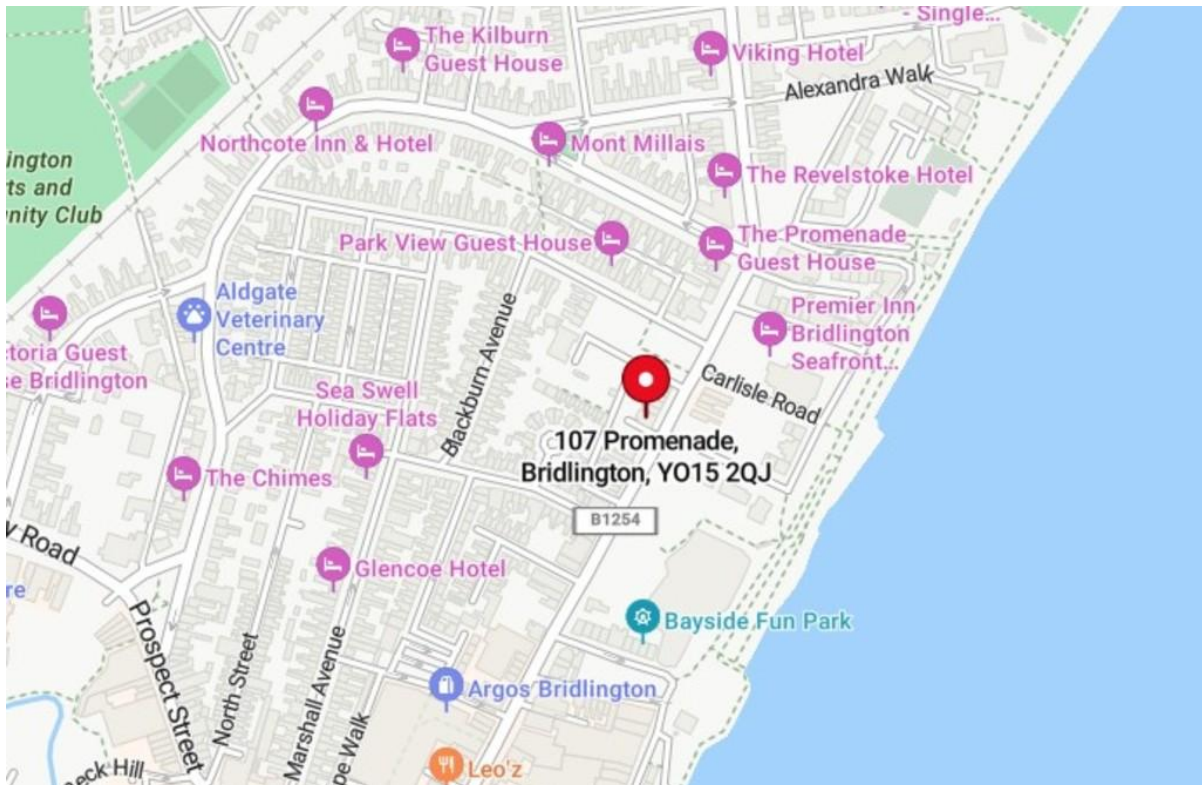 - Single...
The Kilburn
Guest House
Viking Hotel
Alexandra Walk
Northcote Inn & Hotel
Mont Millais
ington
ts and
nity Club
The Revelstoke Hotel
Park View Guest House
The Promenade
Guest House
Aldgate
Veterinary
Centre
Premier Inn
Bridlington
Seafront...
ctoria Guest
se Bridlington
Blackburn Avenue
Carlisle Road
Sea Swell
Holiday Flats
107 Promenade,
Bridlington, YO15 2QJ
The Chimes
B1254
y Road
Glencoe Hotel
re
Prospect Street
Bayside Fun Park
North Street
Marshall Avenue
Argos Bridlington
pe Walk
eck Hill
Leo'z